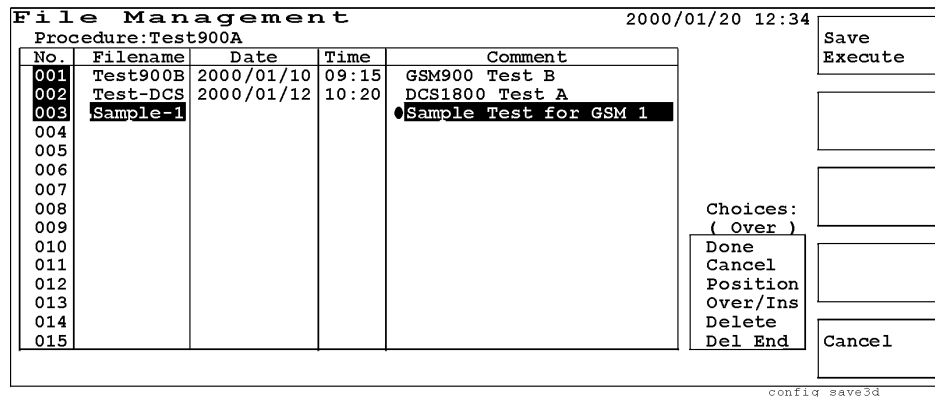 File Management 2000/01/20 12:34
Procedure:Test900A
No. Filename Date Time Comment
001 Test900B 2000/01/10 09:15 GSM900 Test B
002 Test-DCS 2000/01/12 10:20 DCS1800 Test A
003 Sample-1 Sample Test for GSM 1
004
005
006
007
008
009
010
011
012
013
014
015
Choices:
( Over )
Done
Cancel
Position
Over/Ins
Delete
Del End
Save
Execute
Cancel
config save3d